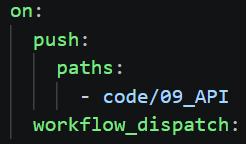 on:
  push:
    paths:
      - code/09_API
  workflow_dispatch: